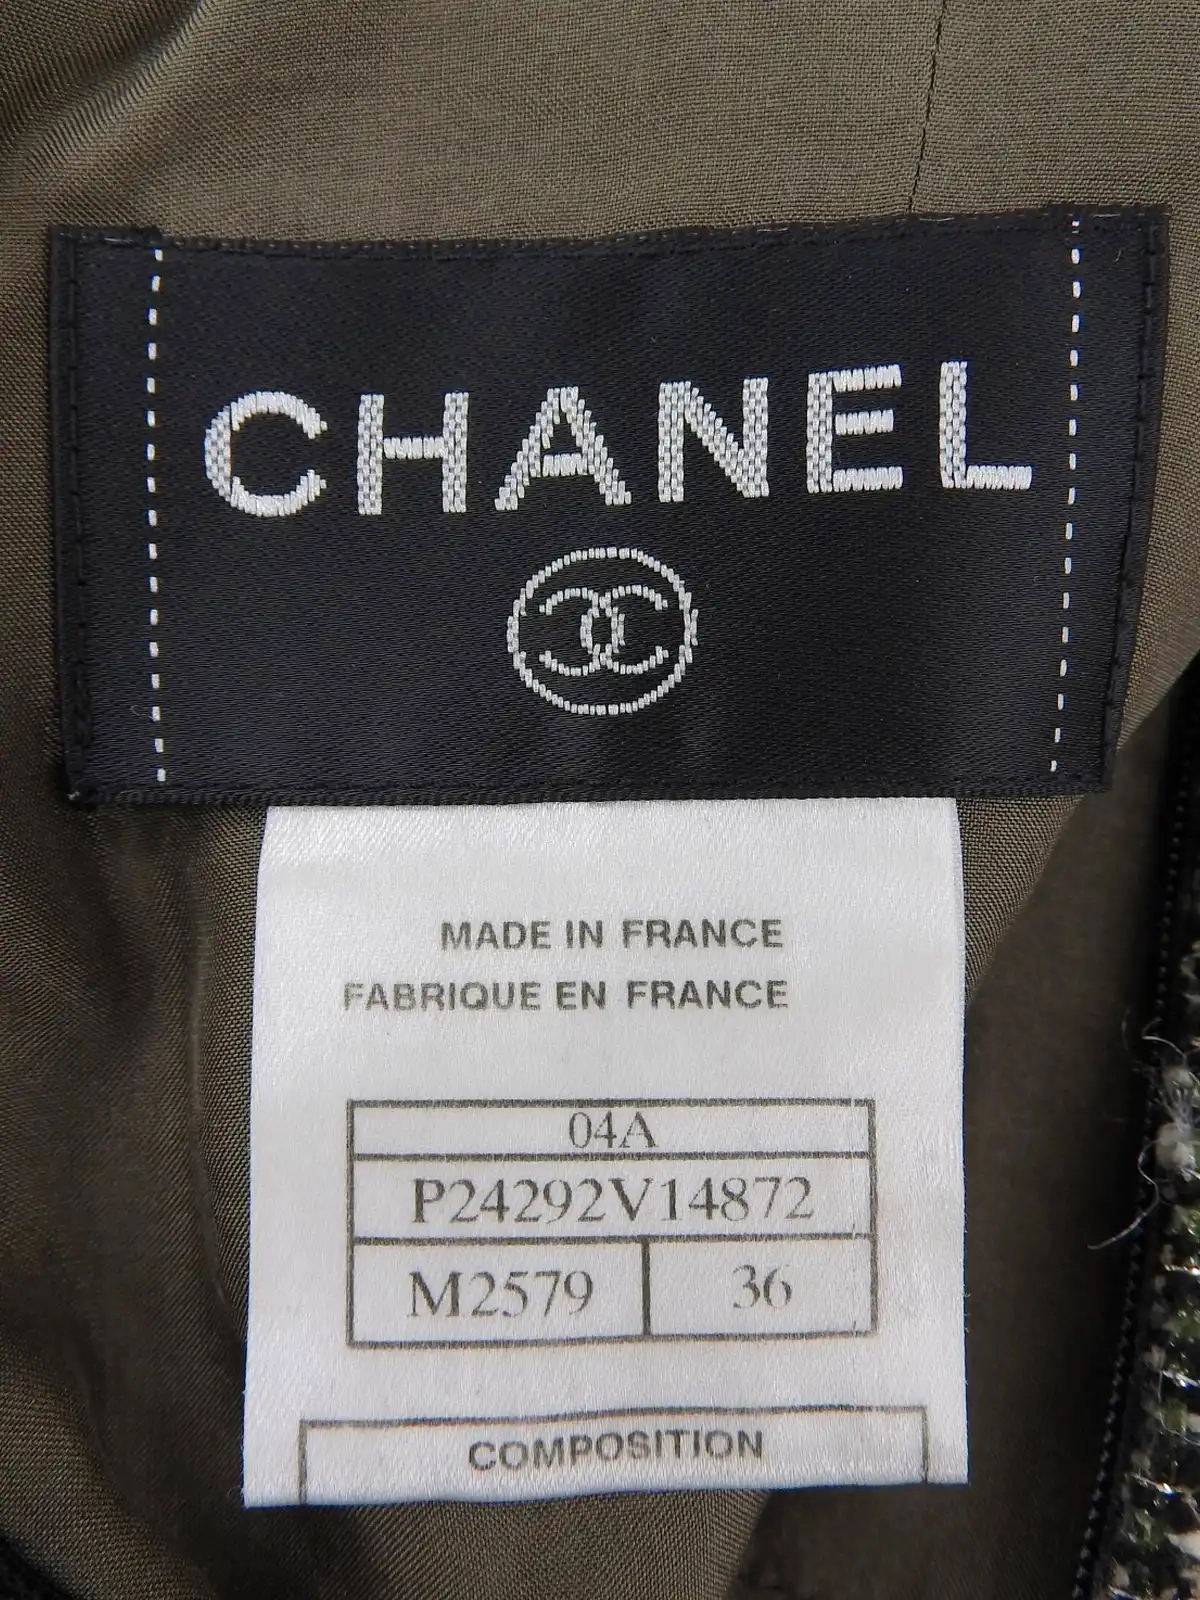 CHANEL
MADE IN FRANCE
FABRIQUE EN FRANCE
04A
P24292V14872
M2579 36
COMPOSITION